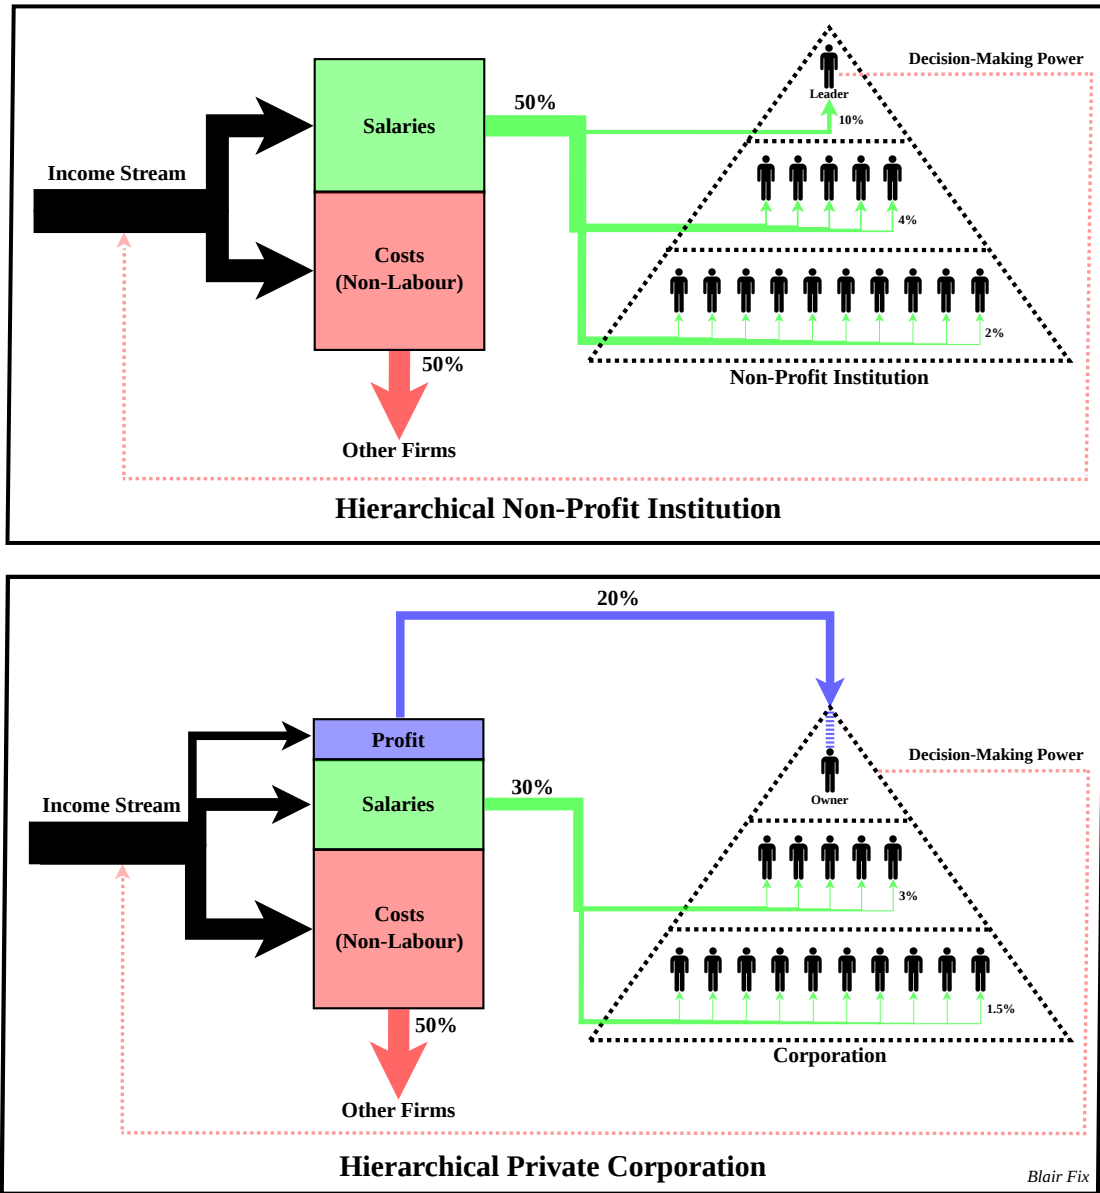 Decision-Making Power
Leader
50%
10%
Salaries
Income Stream
4%
Costs
(Non-Labour)
2%
50%
Non-Profit Institution
Other Firms
Hierarchical Non-Profit Institution
20%
Profit
Decision-Making Power
Income Stream
Salaries
30%
Owner
3%
Costs
(Non-Labour)
1.5%
50%
Corporation
Other Firms
Hierarchical Private Corporation
Blair Fix